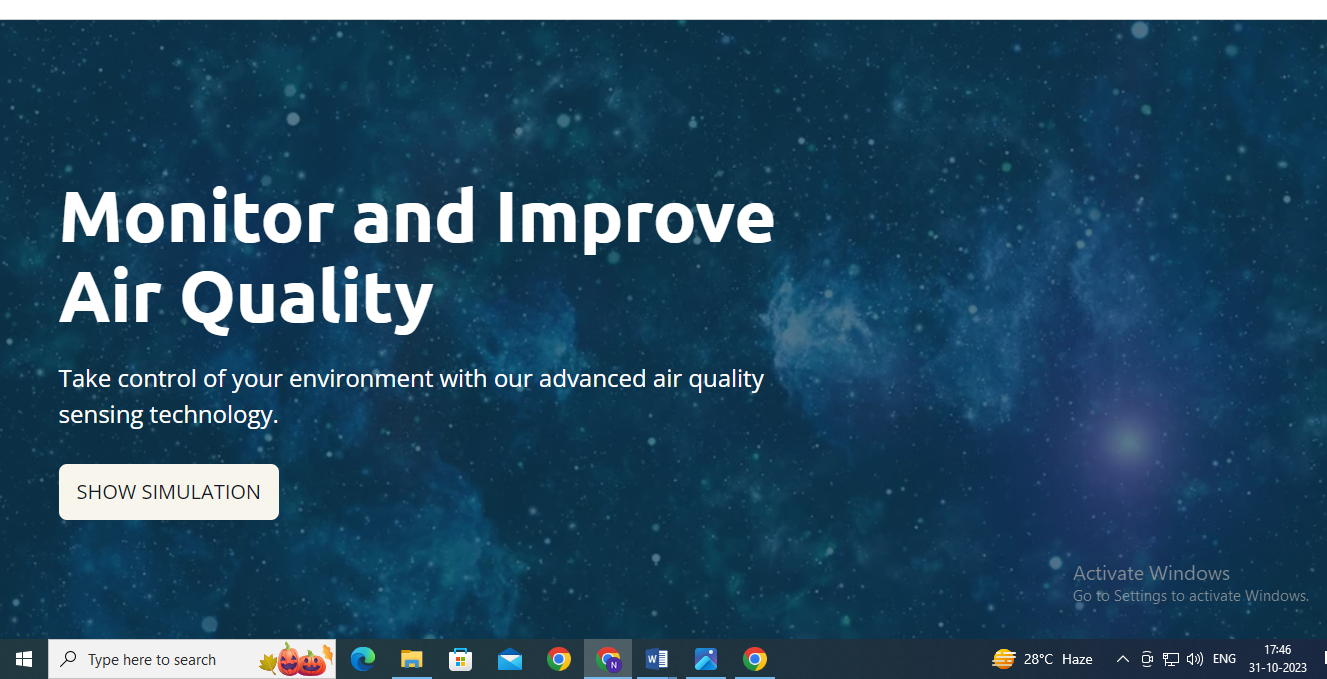 Monitor and Improve
Air Quality
Take control of your environment with our advanced air quality
sensing technology.
SHOW SIMULATION
Activate Windows
Go to Settings to activate Windows.
Type here to search
N
W
28°C Haze
ENG
17:46
31-10-2023